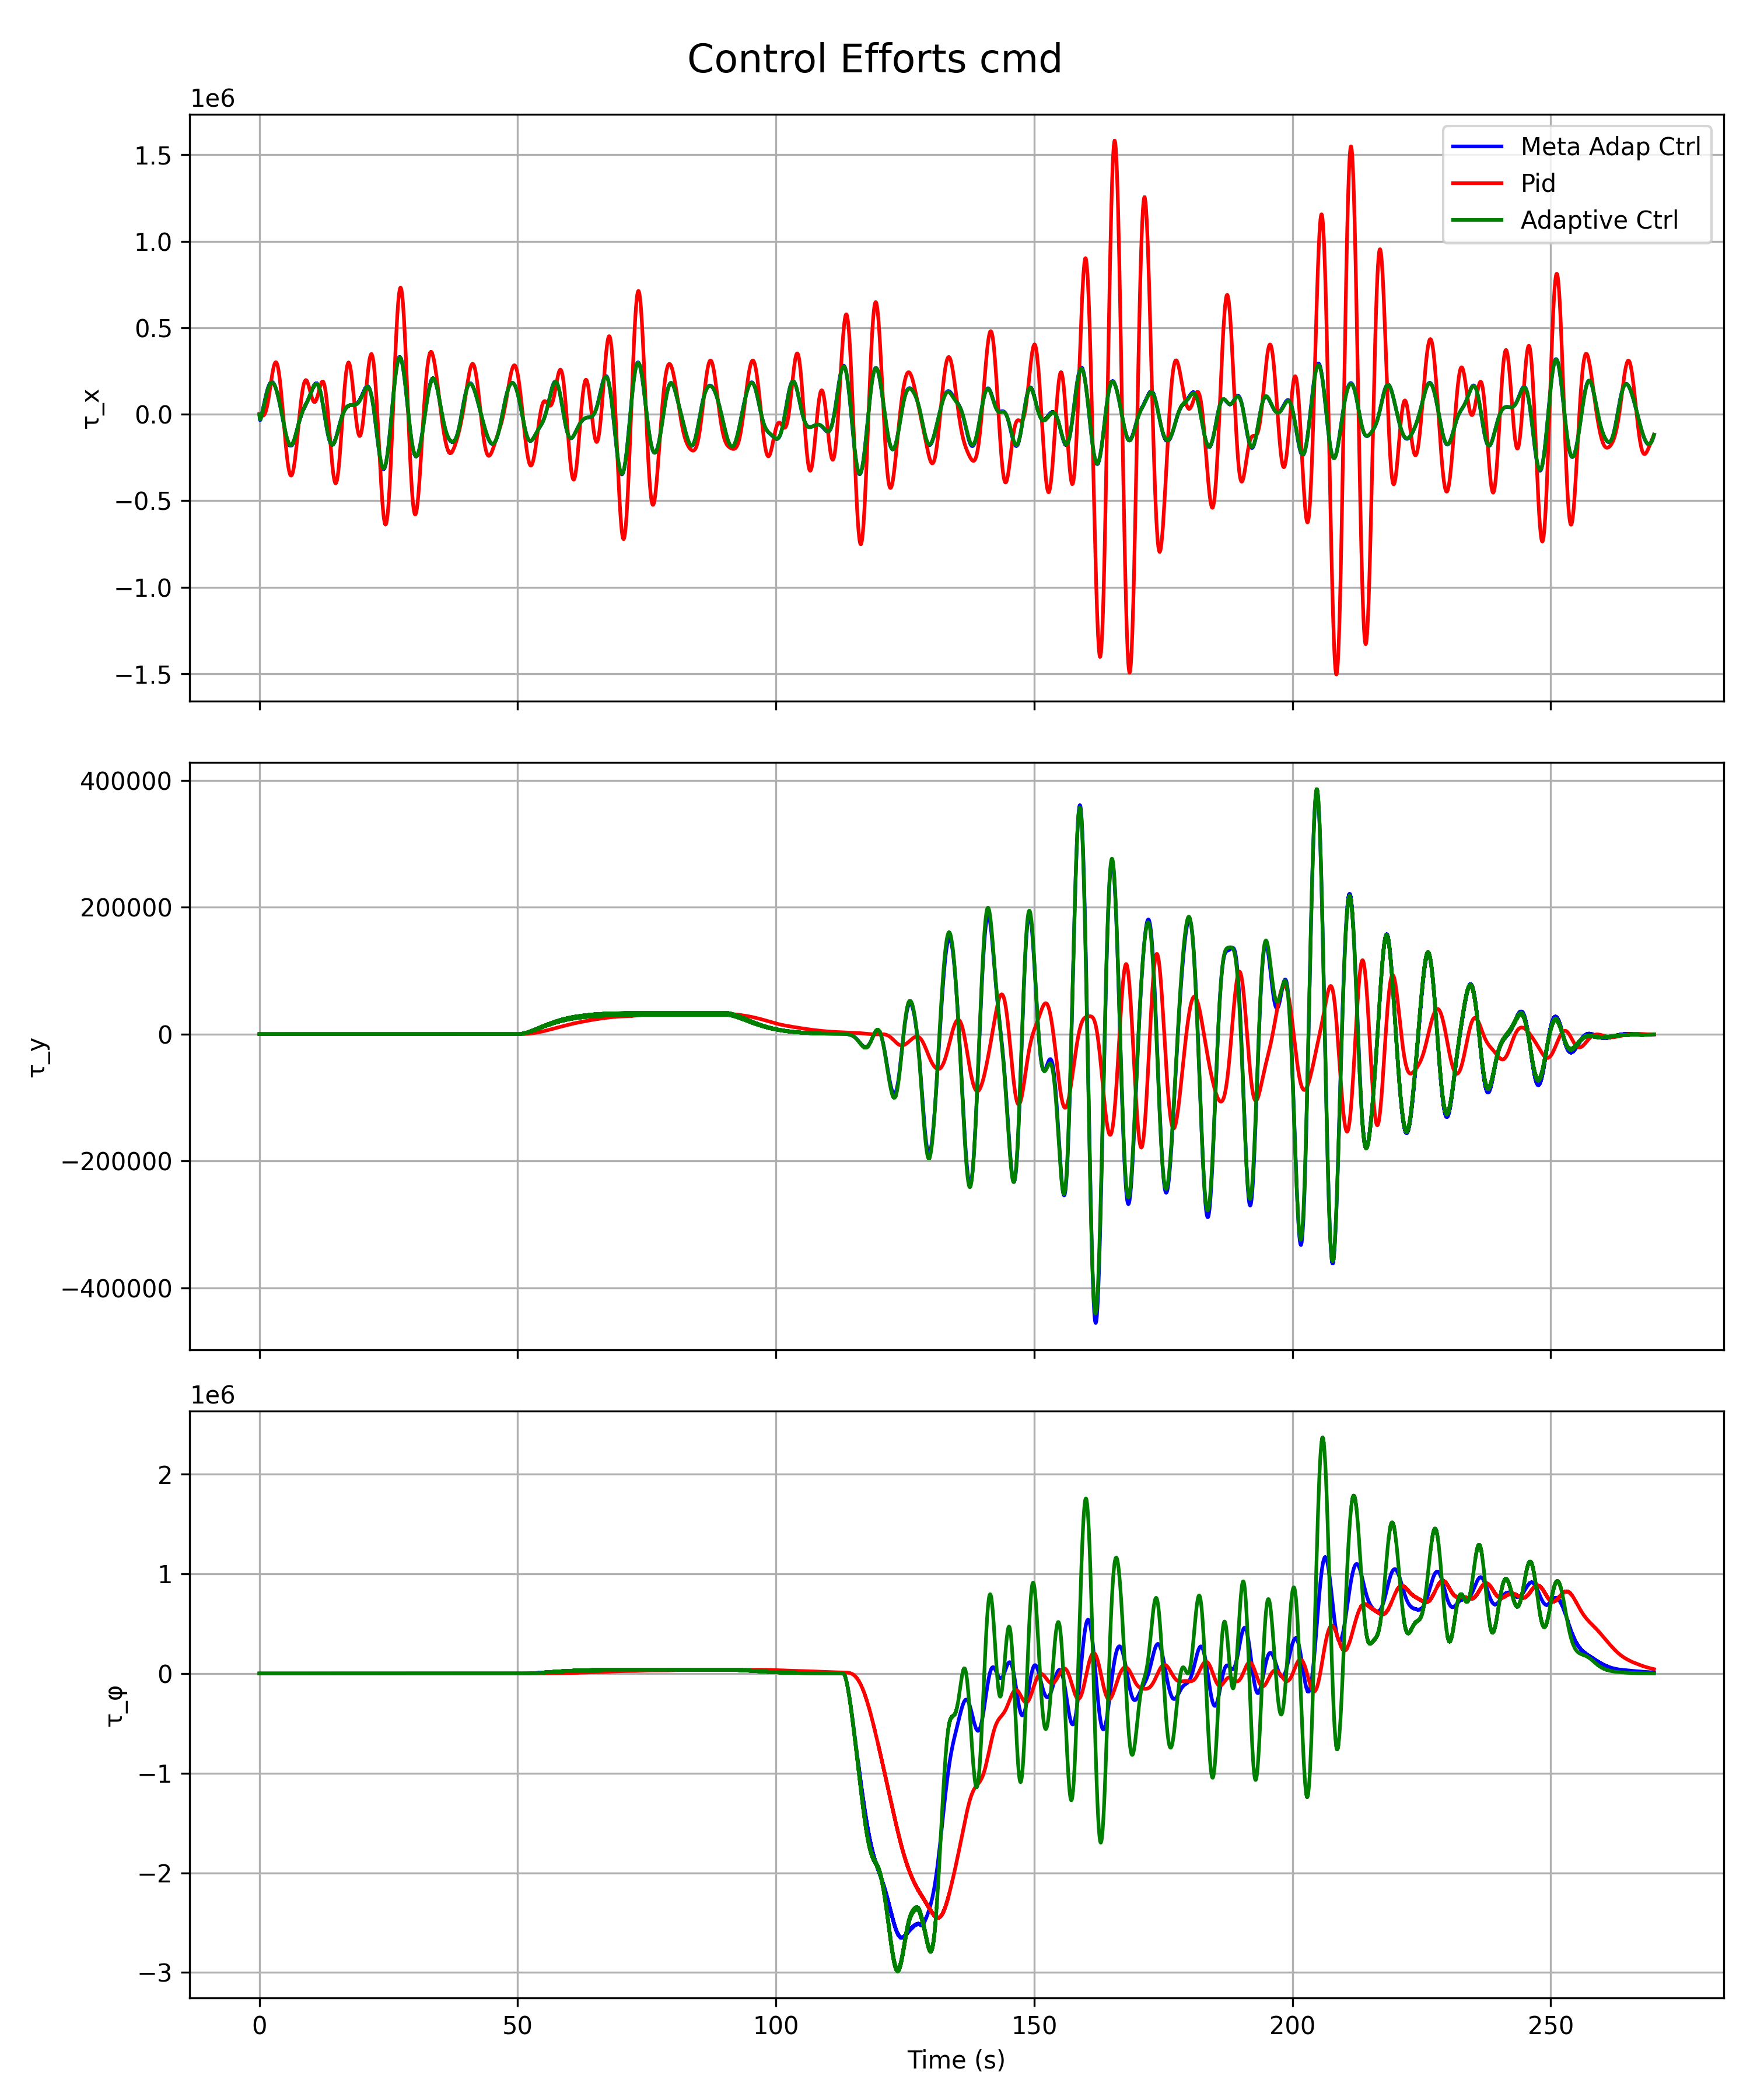 Control Efforts cmd
1e6
1.5
1.0
0.5
0.0
−0.5
−1.0
−1.5
τ_x
Meta Adap Ctrl
Pid
Adaptive Ctrl
400000
200000
0
−200000
−400000
τ_y
1e6
2
1
0
−1
−2
−3
τ_φ
0 50 100 150 200 250
Time (s)